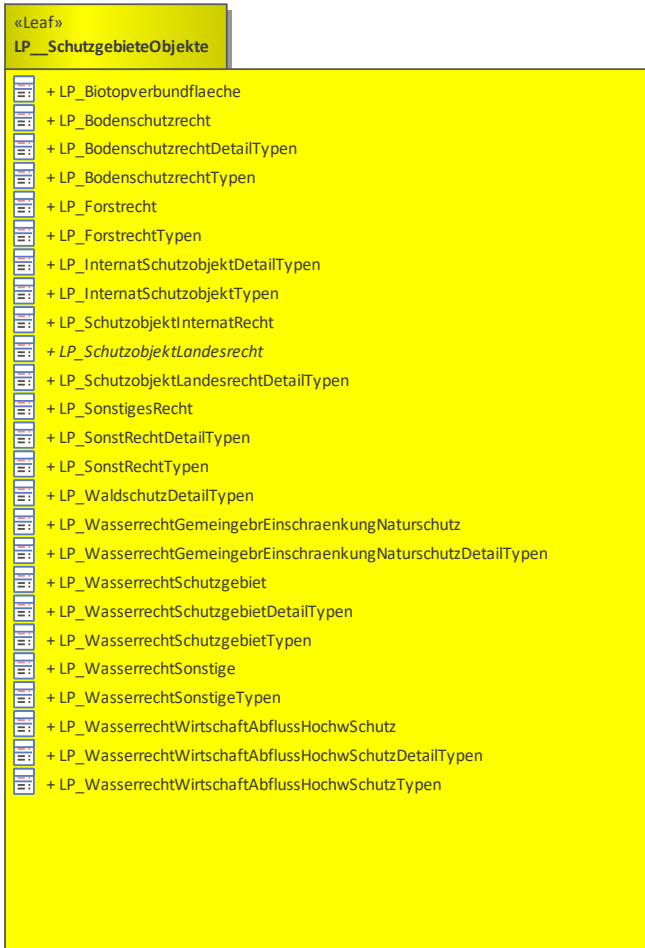 «Leaf»
LP__SchutzgebieteObjekte
+ LP_Biotopverbundflaeche
+ LP_Bodenschutzrecht
+ LP_BodenschutzrechtDetailTypen
+ LP_BodenschutzrechtTypen
+ LP_Forstrecht
+ LP_ForstrechtTypen
+ LP_InternatSchutzobjektDetailTypen
+ LP_InternatSchutzobjektTypen
+ LP_SchutzobjektInternatRecht
+ LP_SchutzobjektLandesrecht
+ LP_SchutzobjektLandesrechtDetailTypen
+ LP_SonstigesRecht
+ LP_SonstRechtDetailTypen
+ LP_SonstRechtTypen
+ LP_WaldschutzDetailTypen
+ LP_WasserrechtGemeingebrEinschraenkungNaturschutz
+ LP_WasserrechtGemeingebrEinschraenkungNaturschutzDetailTypen
+ LP_WasserrechtSchutzgebiet
+ LP_WasserrechtSchutzgebietDetailTypen
+ LP_WasserrechtSchutzgebietTypen
+ LP_WasserrechtSonstige
+ LP_WasserrechtSonstigeTypen
+ LP_WasserrechtWirtschaftAbflussHochwSchutz
+ LP_WasserrechtWirtschaftAbflussHochwSchutzDetailTypen
+ LP_WasserrechtWirtschaftAbflussHochwSchutzTypen